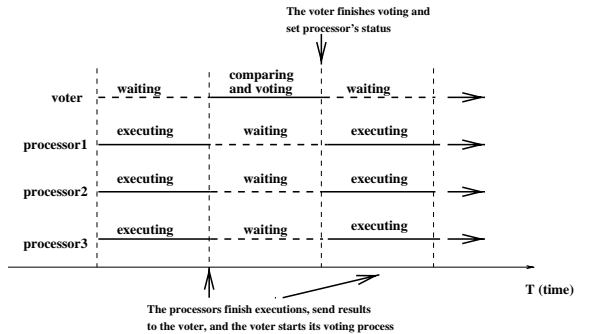 The voter finishes voting and
set processor's status
comparing
waiting and voting waiting
voter
executing waiting executing
processor1
executing waiting executing
processor2
executing waiting executing
processor3
T (time)
The processors finish executions, send results
to the voter, and the voter starts its voting process